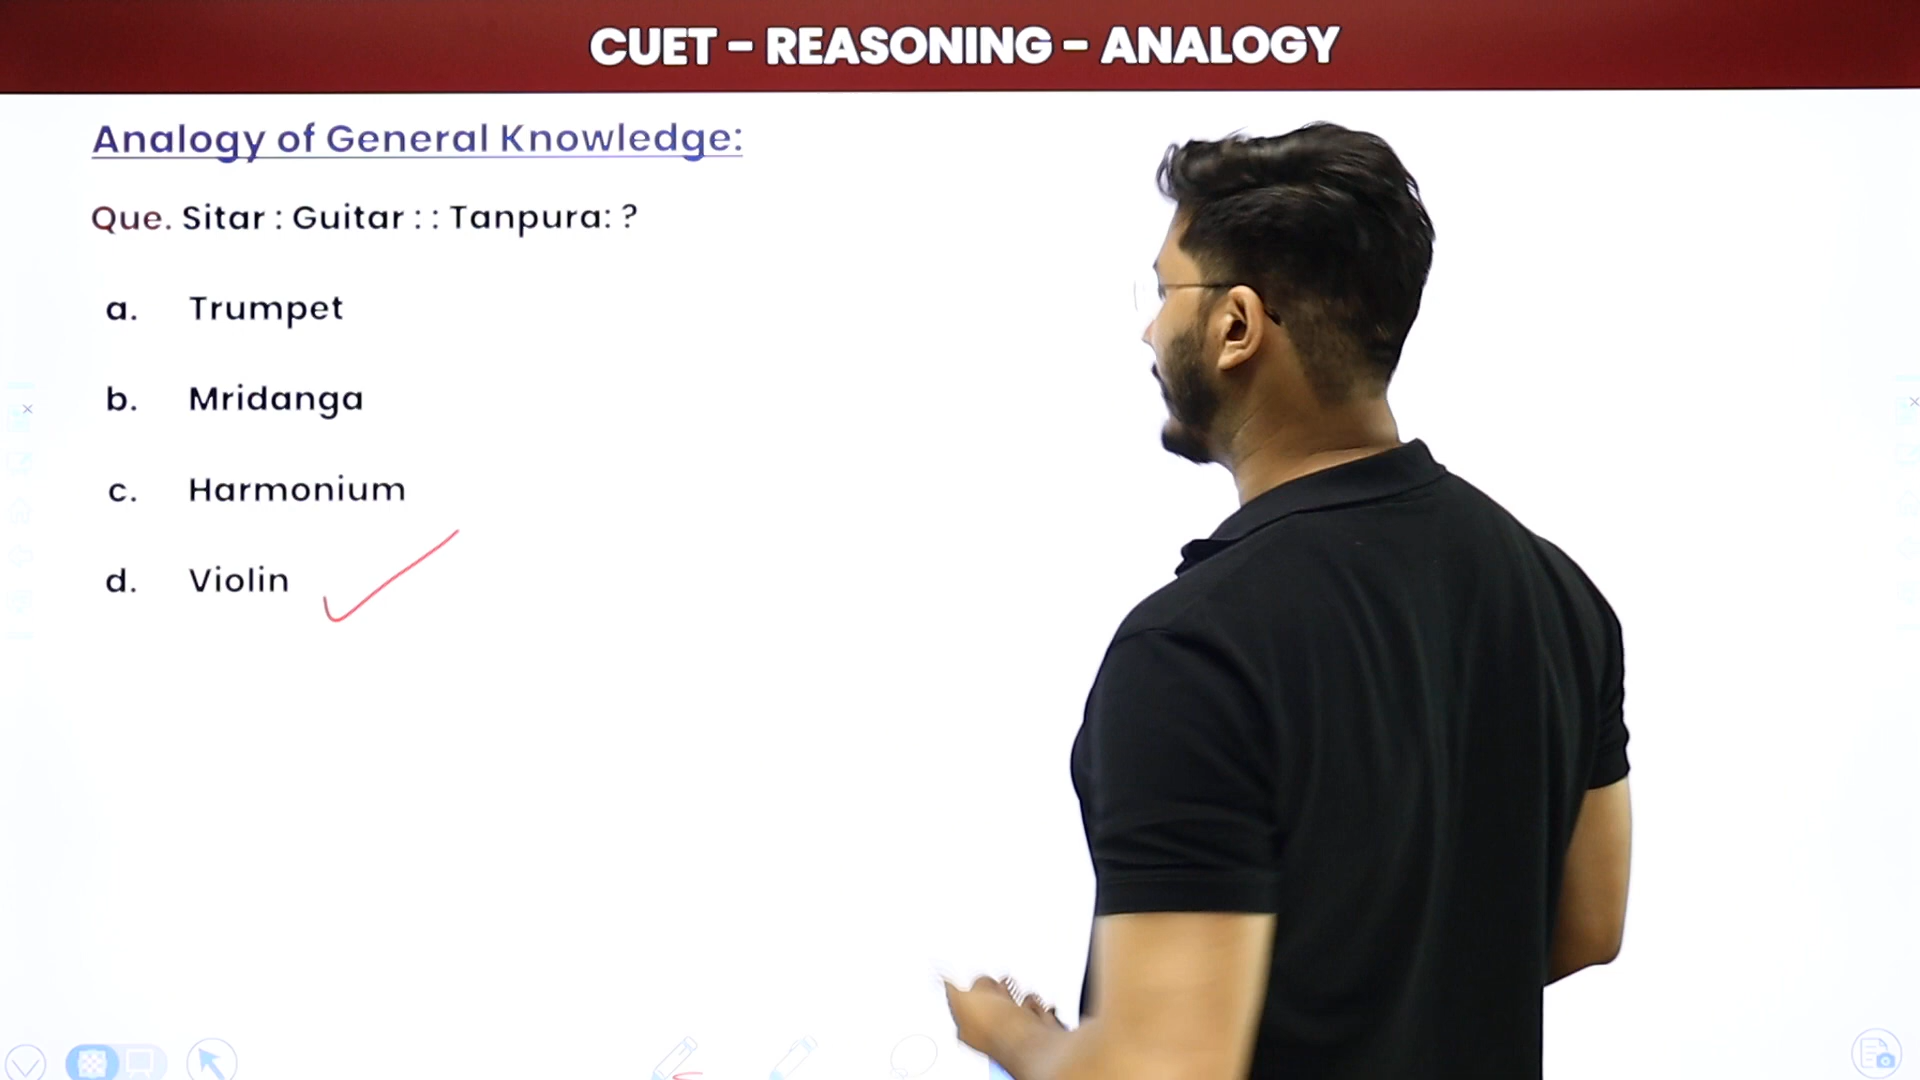 CUET - REASONING - ANALOGY
Analogy of General Knowledge:
Que. Sitar : Guitar : : Tanpura: ?
a. Trumpet
b. Mridanga
c. Harmonium
d. Violin